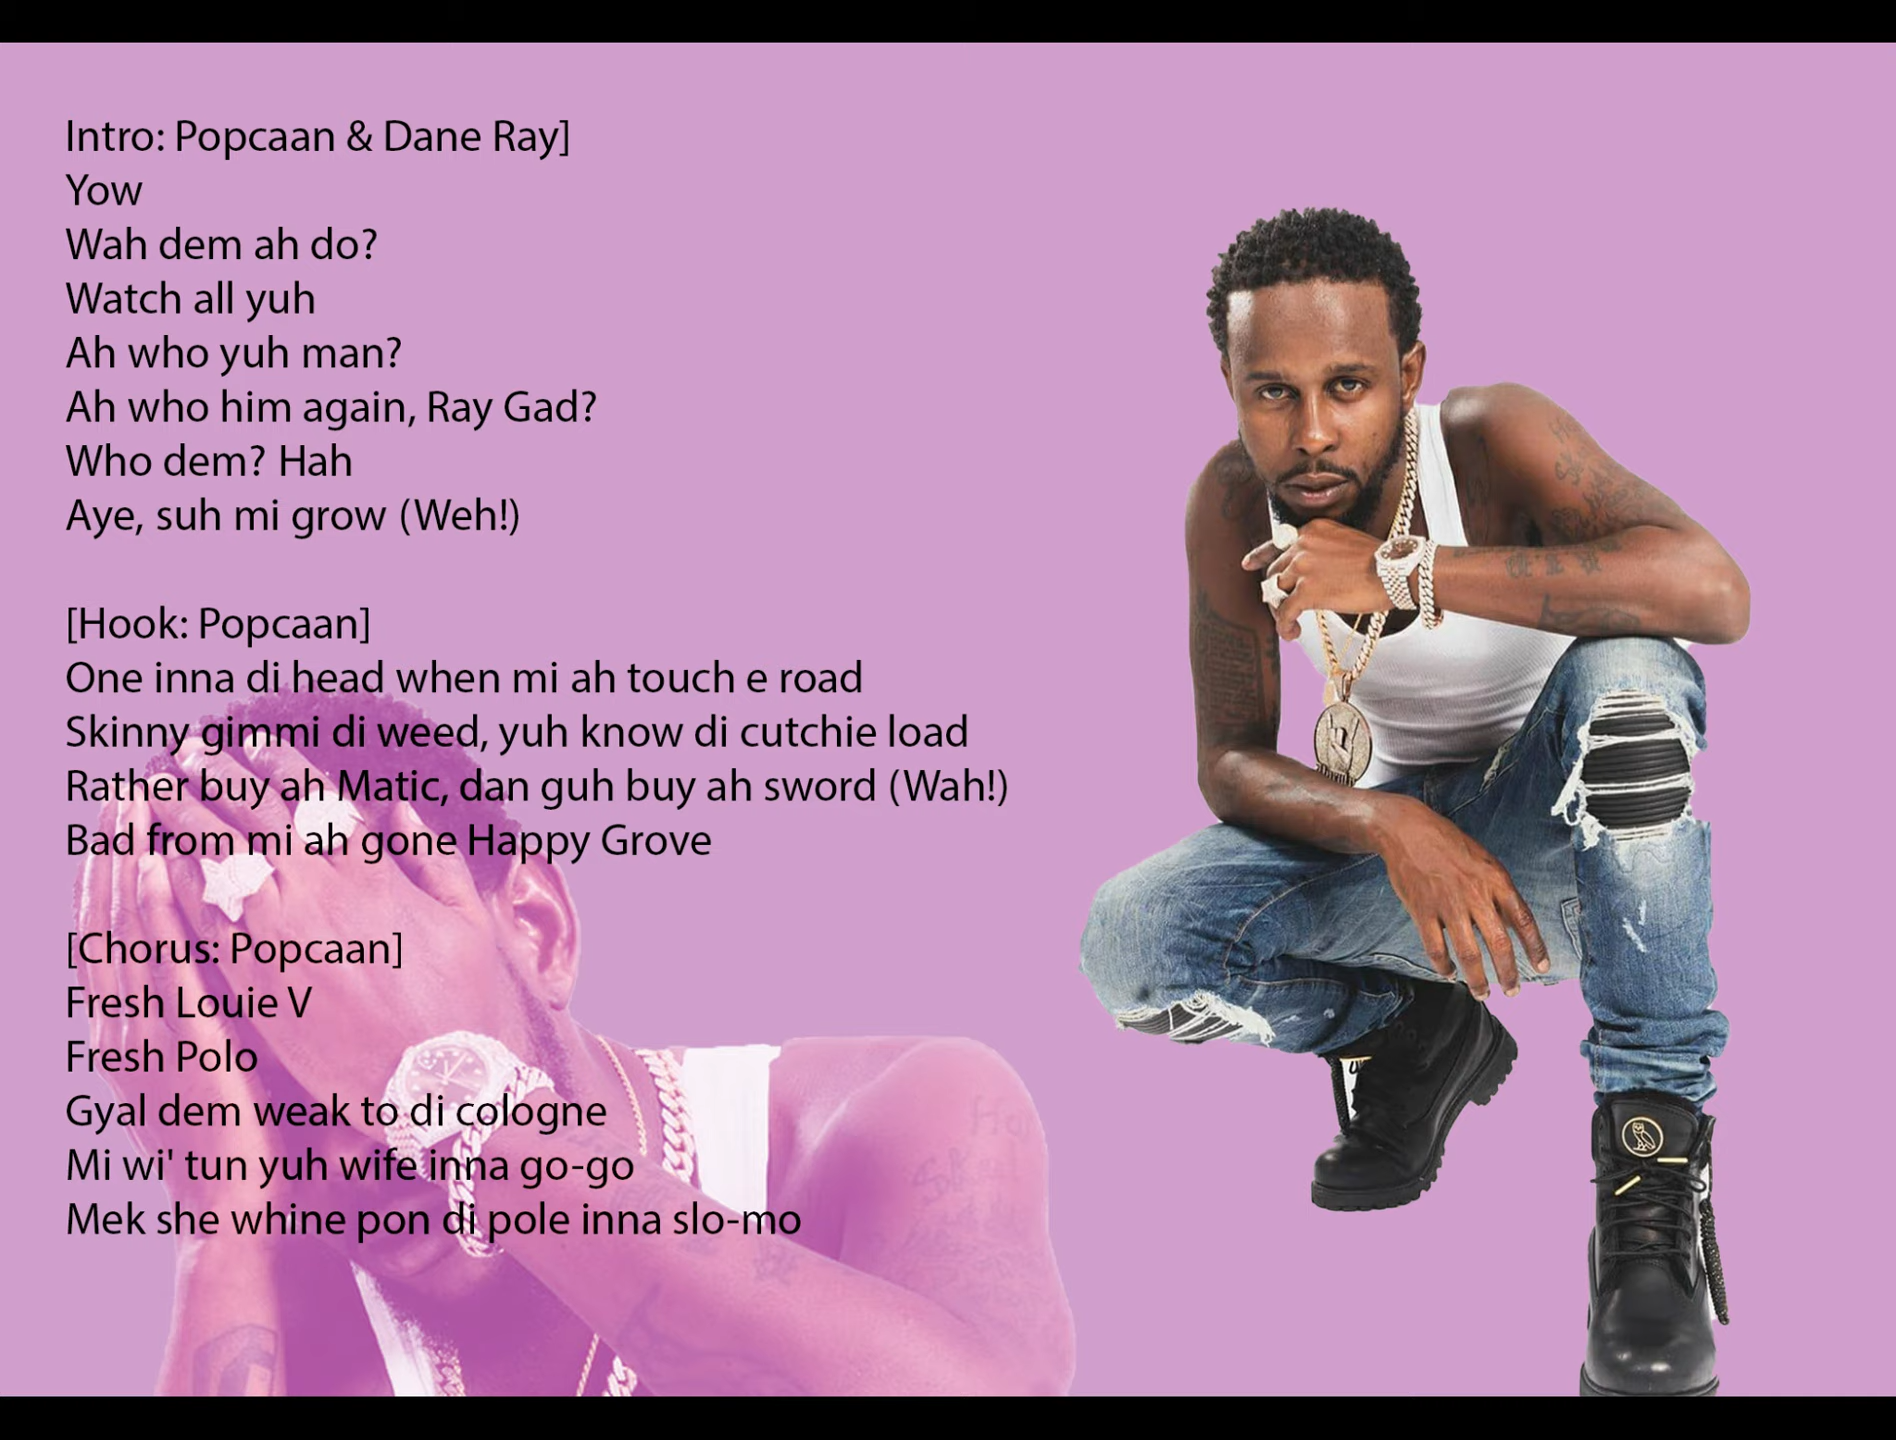 Intro: Popcaan & Dane Ray]
Yow
Wah dem ah do?
Watch all yuh
Ah who yuh man?
Ah who him again, Ray Gad?
Who dem? Hah
Aye, suh mi grow (Weh!)
[Hook: Popcaan]
One inna di head when mi ah touch e road
Skinny gimmi di weed, yuh know di cutchie load
Rather buy ah Matic, dan guh buy ah sword (Wah!)
Bad from mi ah gone Happy Grove
[Chorus: Popcaan]
Fresh Louie V
Fresh Polo
Gyal dem weak to di cologne
Mi wi' tun yuh wife inna go-go
Mek she whine pon di pole inna slo-mo